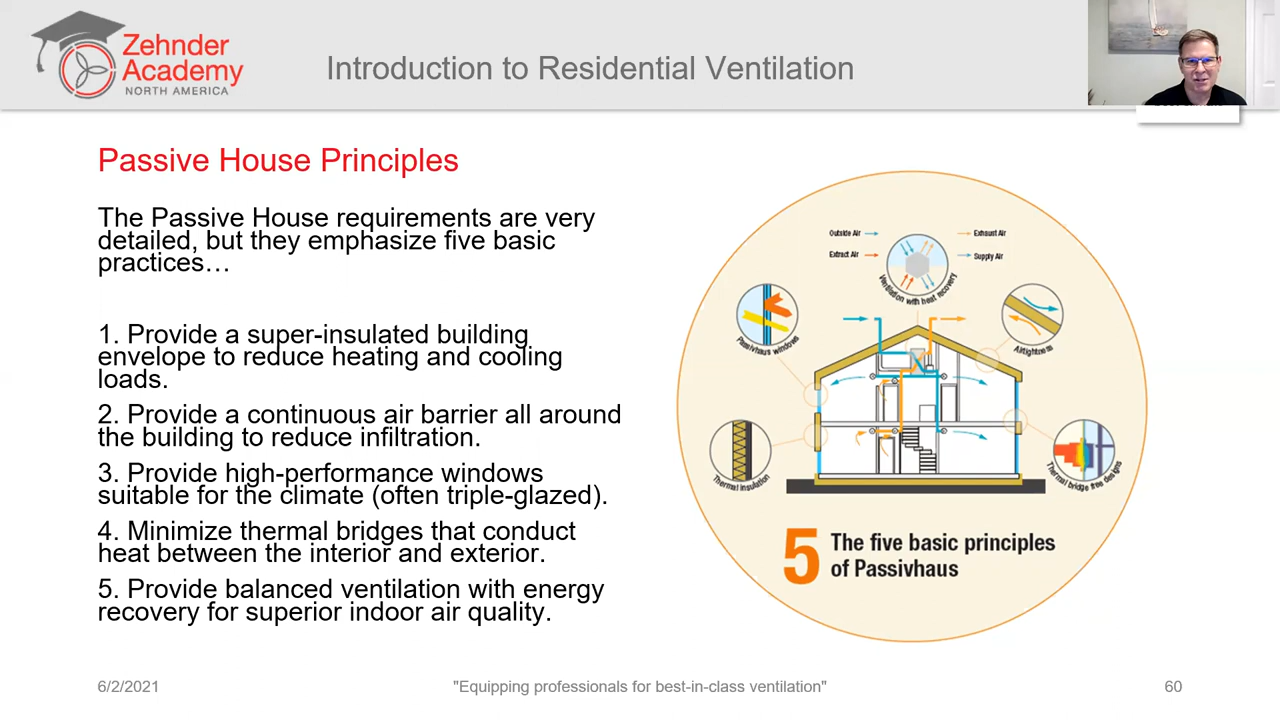 Zehnder
Academy
NORTH AMERICA
Introduction to Residential Ventilation
Passive House Principles
The Passive House requirements are very
detailed, but they emphasize five basic
practices…
1. Provide a super-insulated building
envelope to reduce heating and cooling
loads.
2. Provide a continuous air barrier all around
the building to reduce infiltration.
3. Provide high-performance windows
suitable for the climate (often triple-glazed).
4. Minimize thermal bridges that conduct
heat between the interior and exterior.
5. Provide balanced ventilation with energy
recovery for superior indoor air quality.
Outside Air
Exhaust Air
Extract Air
Supply Air
Ventilation with heat recovery
Passivhaus windows
Airtightness
Thermal insulation
Thermal bridge free designs
5 The five basic principles
of Passivhaus
6/2/2021
"Equipping professionals for best-in-class ventilation"
60